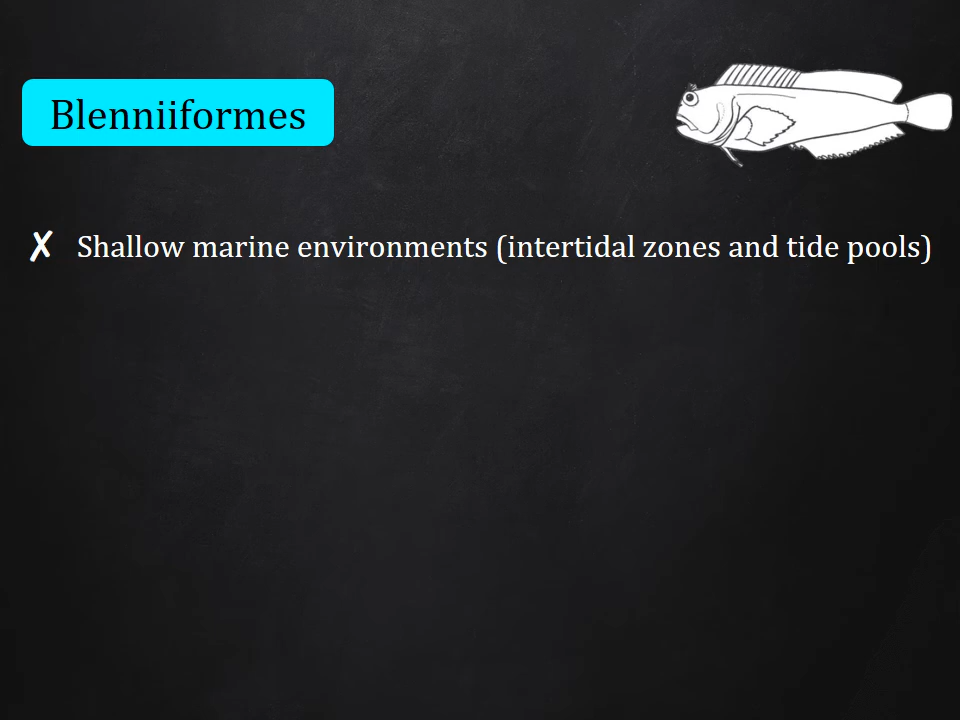 Blenniiformes
✗ Shallow marine environments (intertidal zones and tide pools)